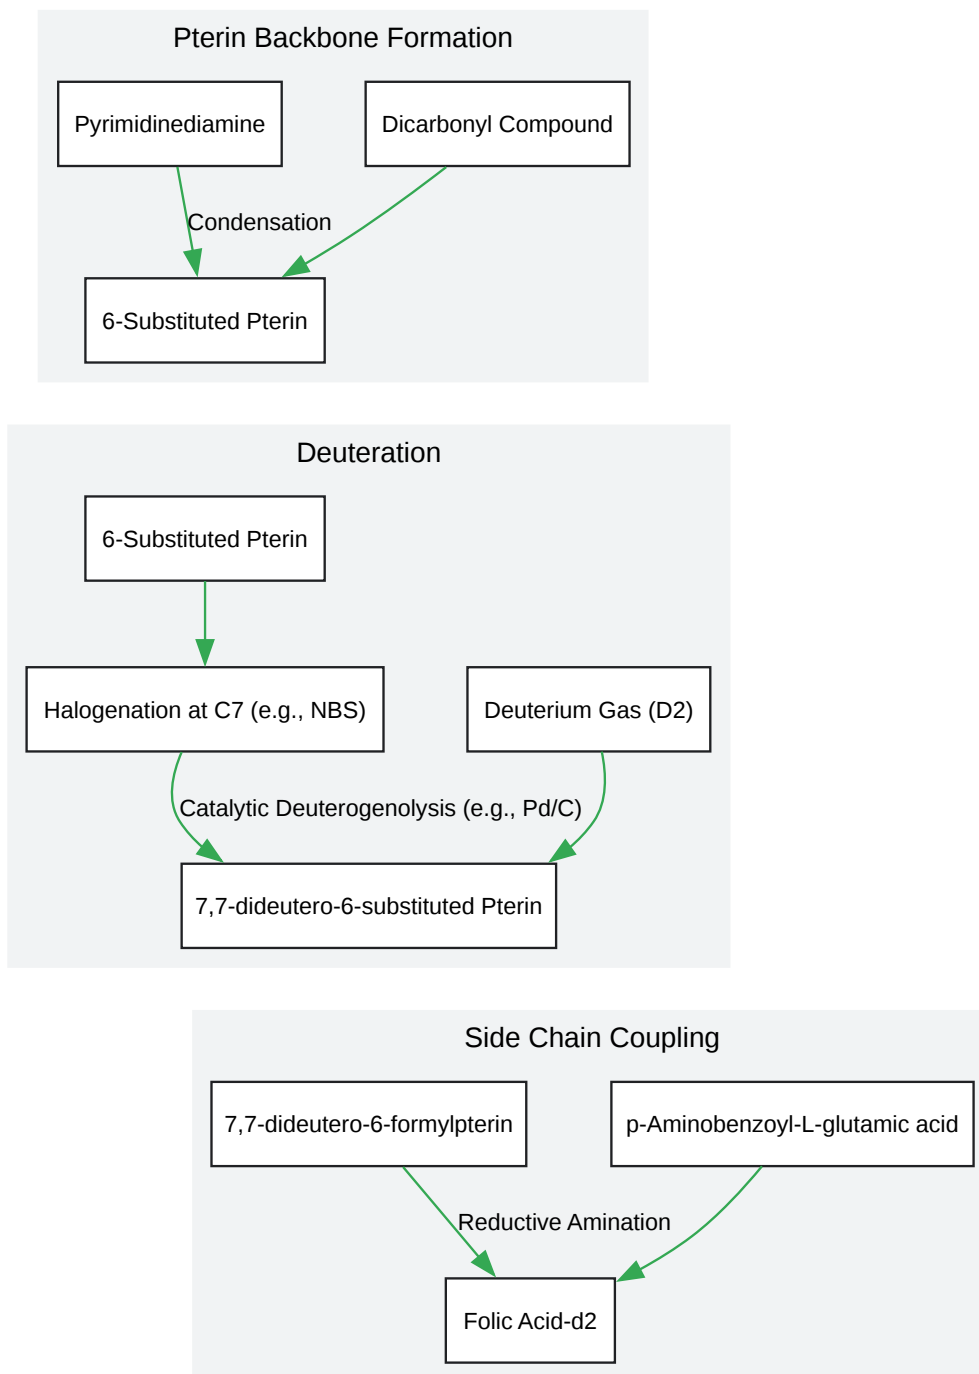 Pterin Backbone Formation
Pyrimidinediamine
Dicarbonyl Compound
Condensation
6-Substituted Pterin
Deuteration
6-Substituted Pterin
Halogenation at C7 (e.g., NBS)
Deuterium Gas (D2)
Catalytic Deuterogenolysis (e.g., Pd/C)
7,7-dideutero-6-substituted Pterin
Side Chain Coupling
7,7-dideutero-6-formylpterin
p-Aminobenzoyl-L-glutamic acid
Reductive Amination
Folic Acid-d2